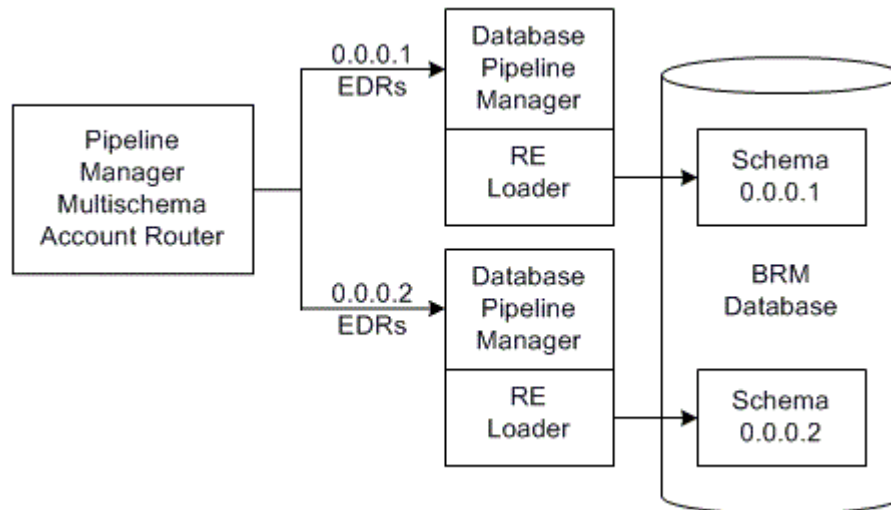 Pipeline
Manager
Multischema
Account Router
0.0.0.1
EDRs
Database
Pipeline
Manager
RE
Loader
Schema
0.0.0.1
0.0.0.2
EDRs
Database
Pipeline
Manager
RE
Loader
BRM
Database
Schema
0.0.0.2